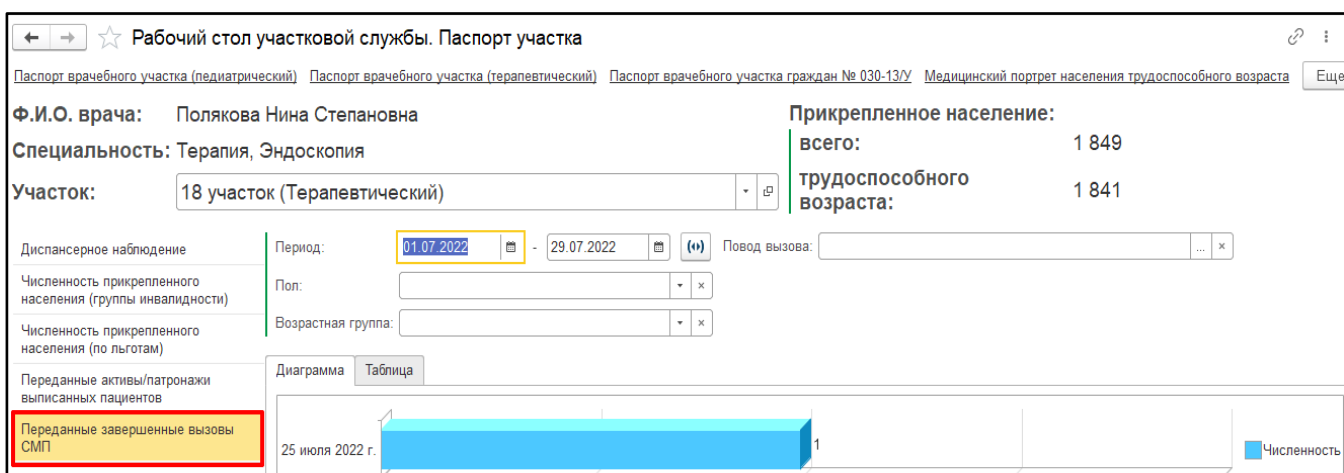 Рабочий стол участковой службы. Паспорт участка
Паспорт врачебного участка (педиатрический) Паспорт врачебного участка (терапевтический) Паспорт врачебного участка граждан № 030-13/У Медицинский портрет населения трудоспособного возраста Еще
Ф.И.О. врача: Полякова Нина Степановна
Прикрепленное население:
всего: 1 849
Специальность: Терапия, Эндоскопия
трудоспособного
возраста: 1 841
Участок: 18 участок (Терапевтический)
Диспансерное наблюдение
Численность прикрепленного
населения (группы инвалидности)
Численность прикрепленного
населения (по льготам)
Переданные активы/патронажи
выписанных пациентов
Переданные завершенные вызовы
СМП
Период: 01.07.2022 - 29.07.2022 Повод вызова: ...
Пол:
Возрастная группа:
Диаграмма Таблица
25 июля 2022 г. 1 Численность